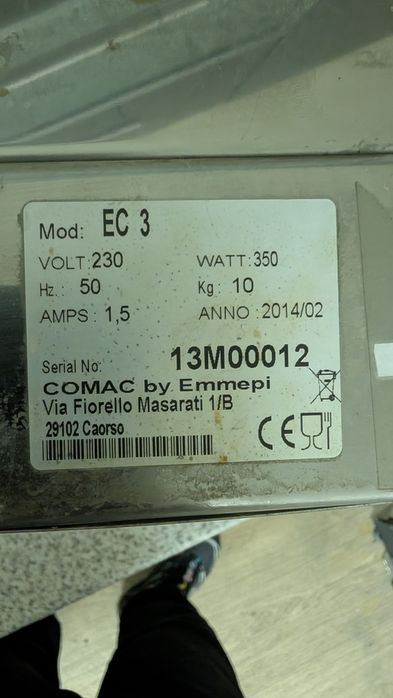 Mod: EC 3
VOLT:230 WATT:350
Hz.: 50 Kg: 10
AMPS: 1,5 ANNO: 2014/02
Serial No: 13M00012
COMAC by Emmepi
Via Fiorello Masarati 1/B
29102 Caorso
CE